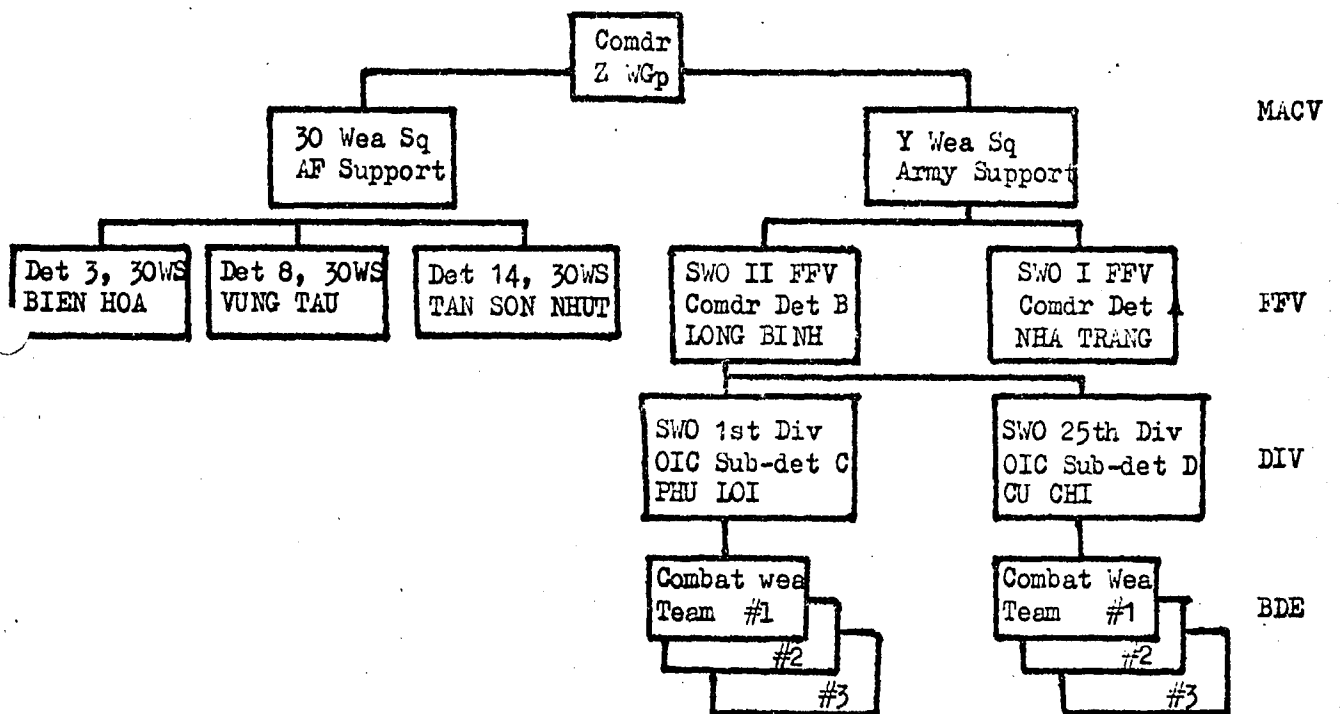 Comdr
Z WGp
MACV
30 Wea Sq
AF Support
Y Wea Sq
Army Support
Det 3, 30WS
BIEN HOA
Det 8, 30WS
VUNG TAU
Det 14, 30WS
TAN SON NHUT
SWO II FFV
Comdr Det B
LONG BINH
SWO I FFV
Comdr Det A
NHA TRANG
FFV
SWO 1st Div
OIC Sub-det C
PHU LOI
SWO 25th Div
OIC Sub-det D
CU CHI
DIV
Combat wea
Team #1
#2
#3
Combat Wea
Team #1
#2
#3
BDE